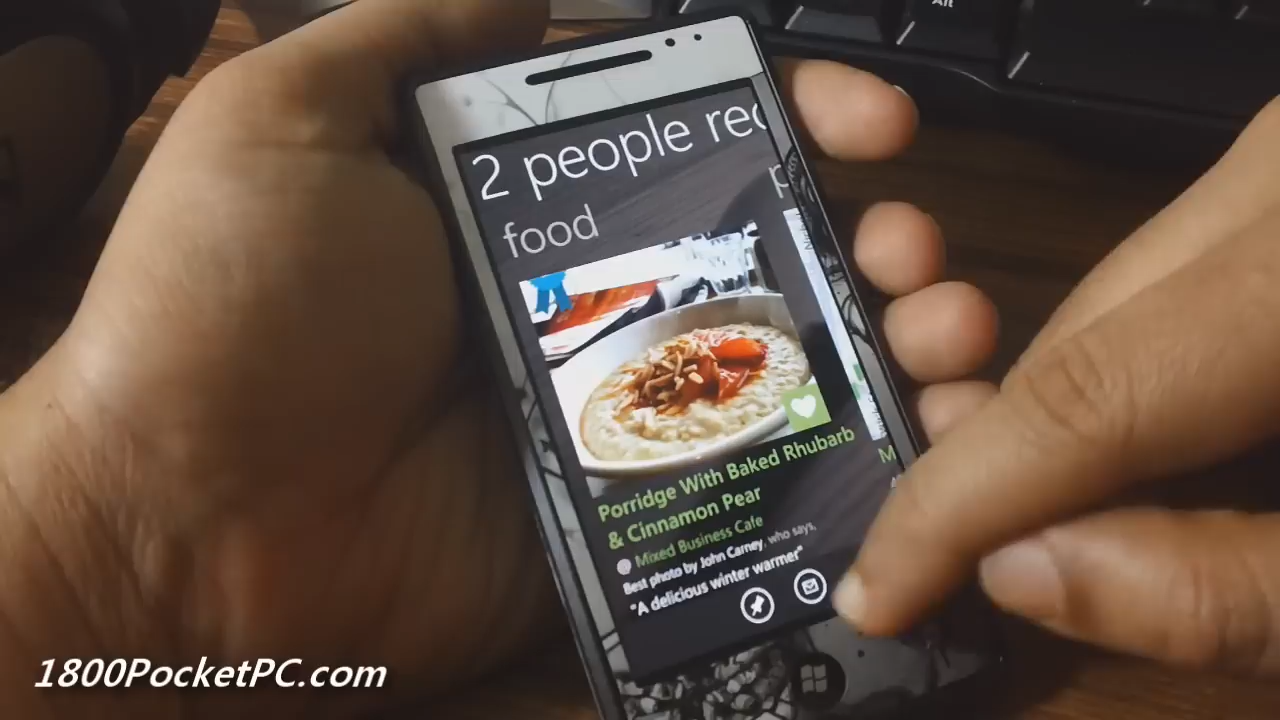 Alt
2 people rec
food
Porridge With Baked Rhubarb
& Cinnamon Pear
Mixed Business Cafe
Best photo by John Carney, who says,
"A delicious winter warmer"
M
1800PocketPC.com